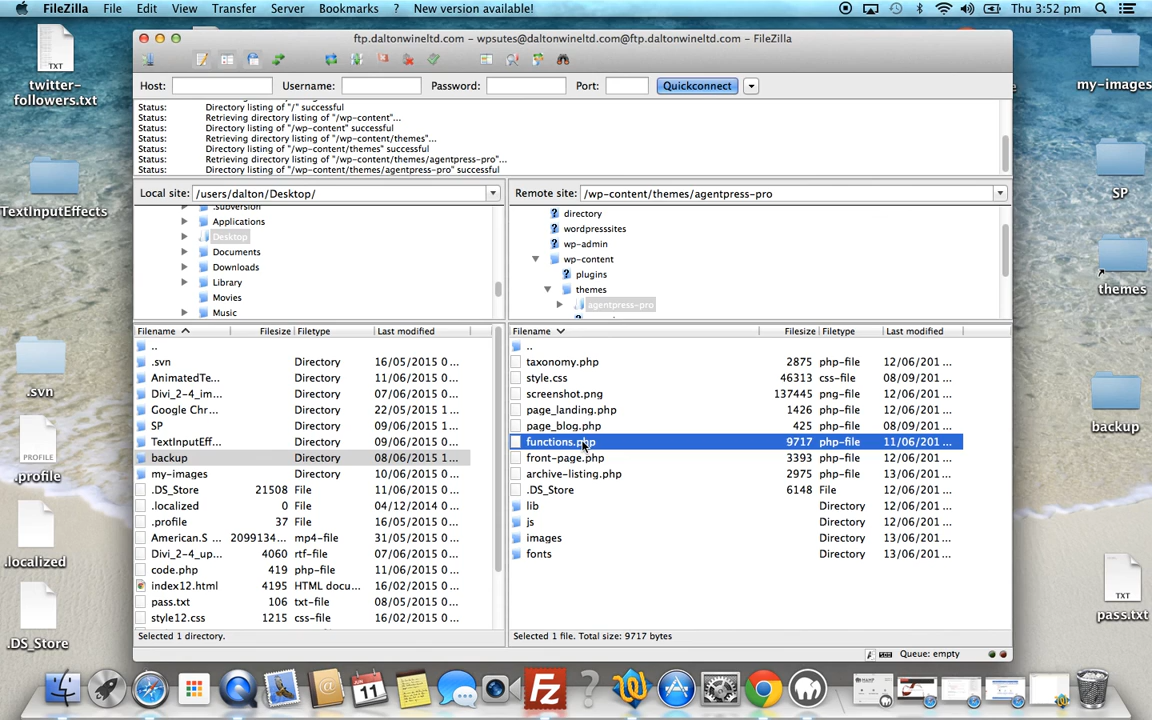 FileZilla File Edit View Transfer Server Bookmarks ? New version available! Thu 3:52 pm
ftp.daltonwineltd.com – wpsutes@daltonwineltd.com@ftp.daltonwineltd.com – FileZilla
Host: Username: Password: Port: Quickconnect
Status: Directory listing of "/" successful
Status: Retrieving directory listing of "/wp-content"...
Status: Directory listing of "/wp-content" successful
Status: Retrieving directory listing of "/wp-content/themes"...
Status: Directory listing of "/wp-content/themes" successful
Status: Retrieving directory listing of "/wp-content/themes/agentpress-pro"...
Status: Directory listing of "/wp-content/themes/agentpress-pro" successful
Local site: /users/dalton/Desktop/
.Subversion
Applications
Desktop
Documents
Downloads
Library
Movies
Music
Remote site: /wp-content/themes/agentpress-pro
? directory
? wordpresssites
? wp-admin
wp-content
? plugins
themes
agentpress-pro
Filename Filesize Filetype Last modified
..
.svn Directory 16/05/2015 0...
AnimatedTe... Directory 11/06/2015 0...
Divi_2-4_im... Directory 07/06/2015 0...
Google Chr... Directory 22/05/2015 1...
SP Directory 09/06/2015 0...
TextInputEff... Directory 09/06/2015 0...
backup Directory 08/06/2015 1...
my-images Directory 10/06/2015 0...
.DS_Store 21508 File 11/06/2015 0...
.localized 0 File 04/12/2014 0...
.profile 37 File 16/05/2015 0...
American.S ... 2099134... mp4-file 31/05/2015 0...
Divi_2-4_up... 4060 rtf-file 07/06/2015 0...
code.php 419 php-file 11/06/2015 0...
index12.html 4195 HTML docu... 16/02/2015 0...
pass.txt 106 txt-file 08/05/2015 0...
style12.css 1215 css-file 16/02/2015 0...
Selected 1 directory.
Filename Filesize Filetype Last modified
..
taxonomy.php 2875 php-file 12/06/201 ...
style.css 46313 css-file 08/09/201 ...
screenshot.png 137445 png-file 12/06/201 ...
page_landing.php 1426 php-file 12/06/201 ...
page_blog.php 425 php-file 08/09/201 ...
functions.php 9717 php-file 11/06/201 ...
front-page.php 3393 php-file 12/06/201 ...
archive-listing.php 2975 php-file 13/06/201 ...
.DS_Store 6148 File 12/06/201 ...
lib Directory 12/06/201 ...
js Directory 12/06/201 ...
images Directory 13/06/201 ...
fonts Directory 13/06/201 ...
Selected 1 file. Total size: 9717 bytes
Queue: empty
TXT
twitter-followers.txt
TextInputEffects
.svn
PROFILE
.profile
.localized
.DS_Store
my-images
SP
themes
backup
TXT
pass.txt
JUN
11
Fz
?